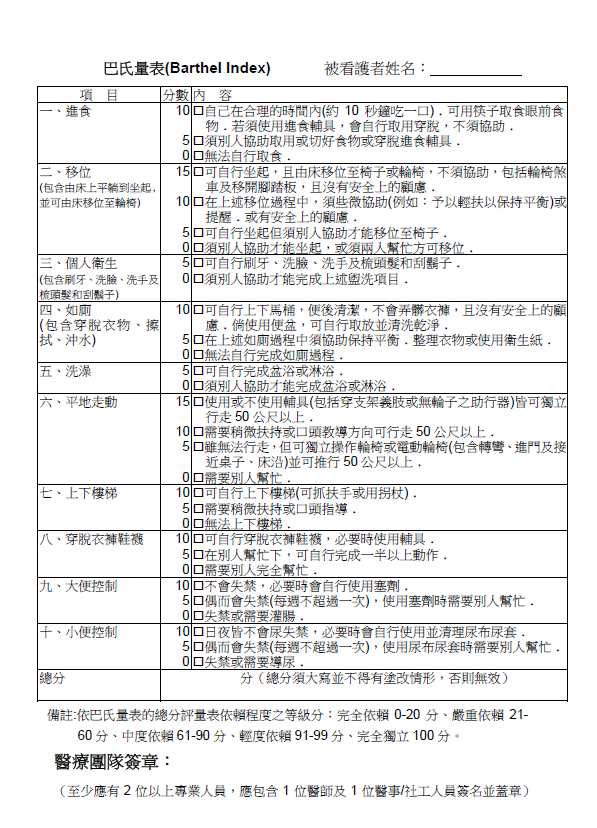 巴氏量表(Barthel Index) 被看護者姓名：
項 目 分數 內 容
一、進食 10 □自己在合理的時間內(約 10 秒鐘吃一口)．可用筷子取食眼前食
物．若須使用進食輔具，會自行取用穿脫，不須協助．
5 □須別人協助取用或切好食物或穿脫進食輔具．
0 □無法自行取食．
二、移位 15 □可自行坐起，且由床移位至椅子或輪椅，不須協助，包括輪椅煞
(包含由床上平躺到坐起， 車及移開腳踏板，且沒有安全上的顧慮．
並可由床移位至輪椅) 10 □在上述移位過程中，須些微協助(例如：予以輕扶以保持平衡)或
提醒．或有安全上的顧慮．
5 □可自行坐起但須別人協助才能移位至椅子．
0 □須別人協助才能坐起，或須兩人幫忙方可移位．
三、個人衛生 5 □可自行刷牙、洗臉、洗手及梳頭髮和刮鬍子．
(包含刷牙、洗臉、洗手及 0 □須別人協助才能完成上述盥洗項目．
梳頭髮和刮鬍子)
四、如廁 10 □可自行上下馬桶，便後清潔，不會弄髒衣褲，且沒有安全上的顧
(包含穿脫衣物、擦 慮．倘使用便盆，可自行取放並清洗乾淨．
拭、沖水) 5 □在上述如廁過程中須協助保持平衡．整理衣物或使用衛生紙．
0 □無法自行完成如廁過程．
五、洗澡 5 □可自行完成盆浴或淋浴．
0 □須別人協助才能完成盆浴或淋浴．
六、平地走動 15 □使用或不使用輔具(包括穿支架義肢或無輪子之助行器)皆可獨立
行走 50 公尺以上．
10 □需要稍微扶持或口頭教導方向可行走 50 公尺以上．
5 □雖無法行走，但可獨立操作輪椅或電動輪椅(包含轉彎、進門及接
近桌子、床沿)並可推行 50 公尺以上．
0 □需要別人幫忙．
七、上下樓梯 10 □可自行上下樓梯(可抓扶手或用拐杖)．
5 □需要稍微扶持或口頭指導．
0 □無法上下樓梯．
八、穿脫衣褲鞋襪 10 □可自行穿脫衣褲鞋襪，必要時使用輔具．
5 □在別人幫忙下，可自行完成一半以上動作．
0 □需要別人完全幫忙．
九、大便控制 10 □不會失禁，必要時會自行使用塞劑．
5 □偶而會失禁(每週不超過一次)，使用塞劑時需要別人幫忙．
0 □失禁或需要灌腸．
十、小便控制 10 □日夜皆不會尿失禁，必要時會自行使用並清理尿布尿套．
5 □偶而會失禁(每週不超過一次)，使用尿布尿套時需要別人幫忙．
0 □失禁或需要導尿．
總分 分（總分須大寫並不得有塗改情形，否則無效）
備註:依巴氏量表的總分評量表依賴程度之等級分：完全依賴 0-20 分、嚴重依賴 21-
60 分、中度依賴 61-90 分、輕度依賴 91-99 分、完全獨立 100 分。
醫療團隊簽章：
（至少應有 2 位以上專業人員，應包含 1 位醫師及 1 位醫事/社工人員簽名並蓋章）